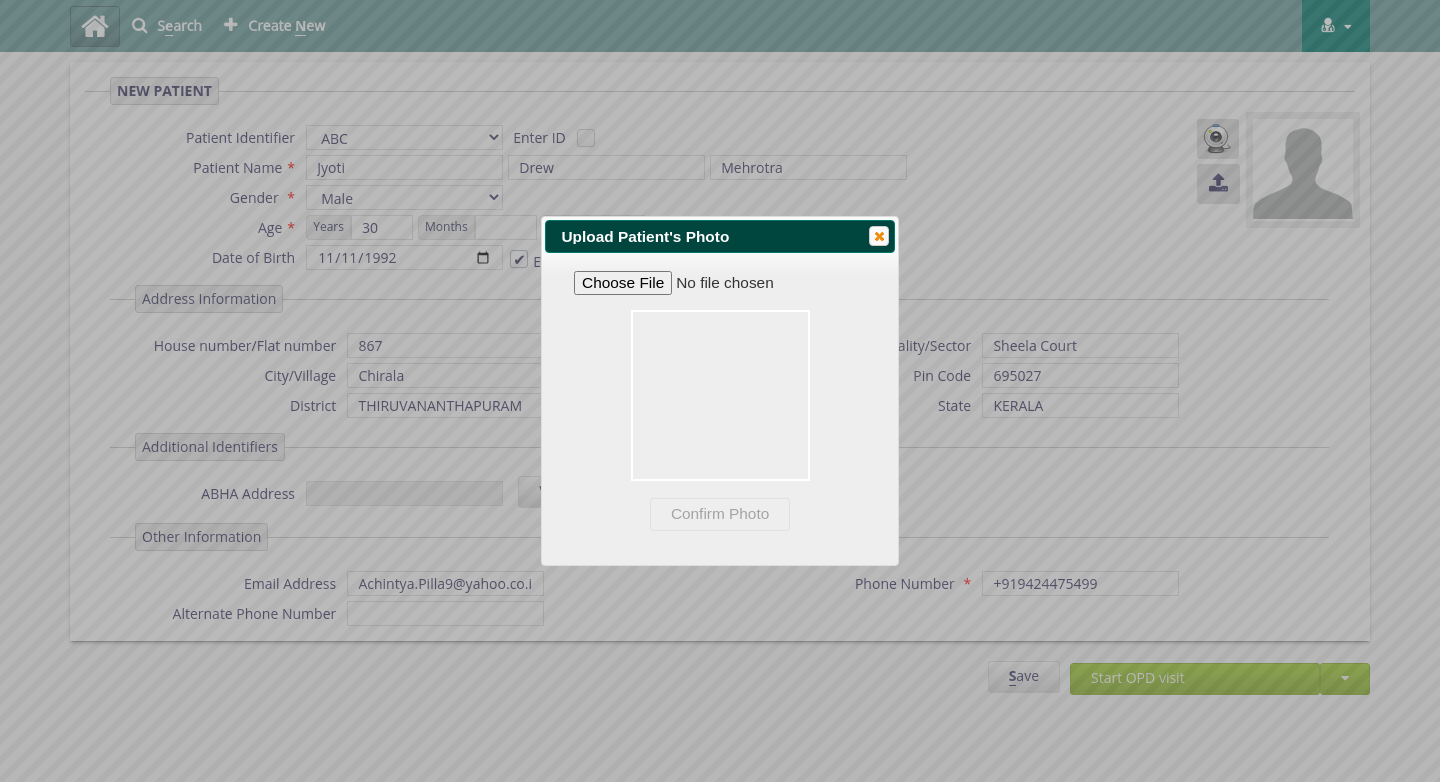 Search
Create New
NEW PATIENT
Patient Identifier ABC Enter ID
Patient Name * Jyoti Drew Mehrotra
Gender * Male
Age * Years 30 Months
Date of Birth 11/11/1992
Upload Patient's Photo
Choose File No file chosen
Confirm Photo
Address Information
House number/Flat number 867 ality/Sector Sheela Court
City/Village Chirala Pin Code 695027
District THIRUVANANTHAPURAM State KERALA
Additional Identifiers
ABHA Address
Other Information
Email Address Achintya.Pilla9@yahoo.co.i Phone Number * +919424475499
Alternate Phone Number
Save Start OPD visit